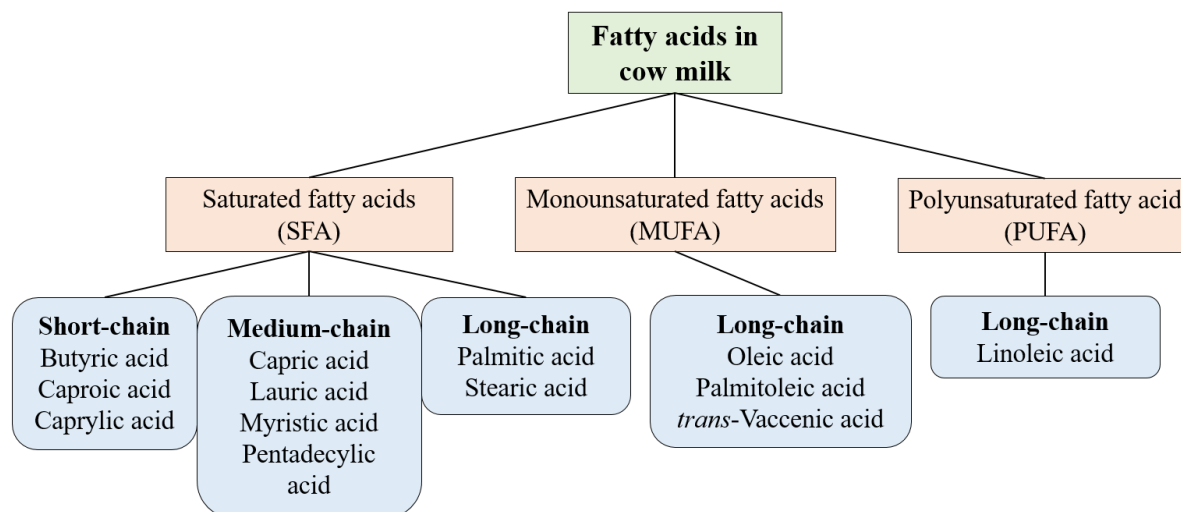 Fatty acids in
cow milk
Saturated fatty acids
(SFA)
Monounsaturated fatty acids
(MUFA)
Polyunsaturated fatty acid
(PUFA)
Short-chain
Butyric acid
Caproic acid
Caprylic acid
Medium-chain
Capric acid
Lauric acid
Myristic acid
Pentadecylic
acid
Long-chain
Palmitic acid
Stearic acid
Long-chain
Oleic acid
Palmitoleic acid
trans-Vaccenic acid
Long-chain
Linoleic acid